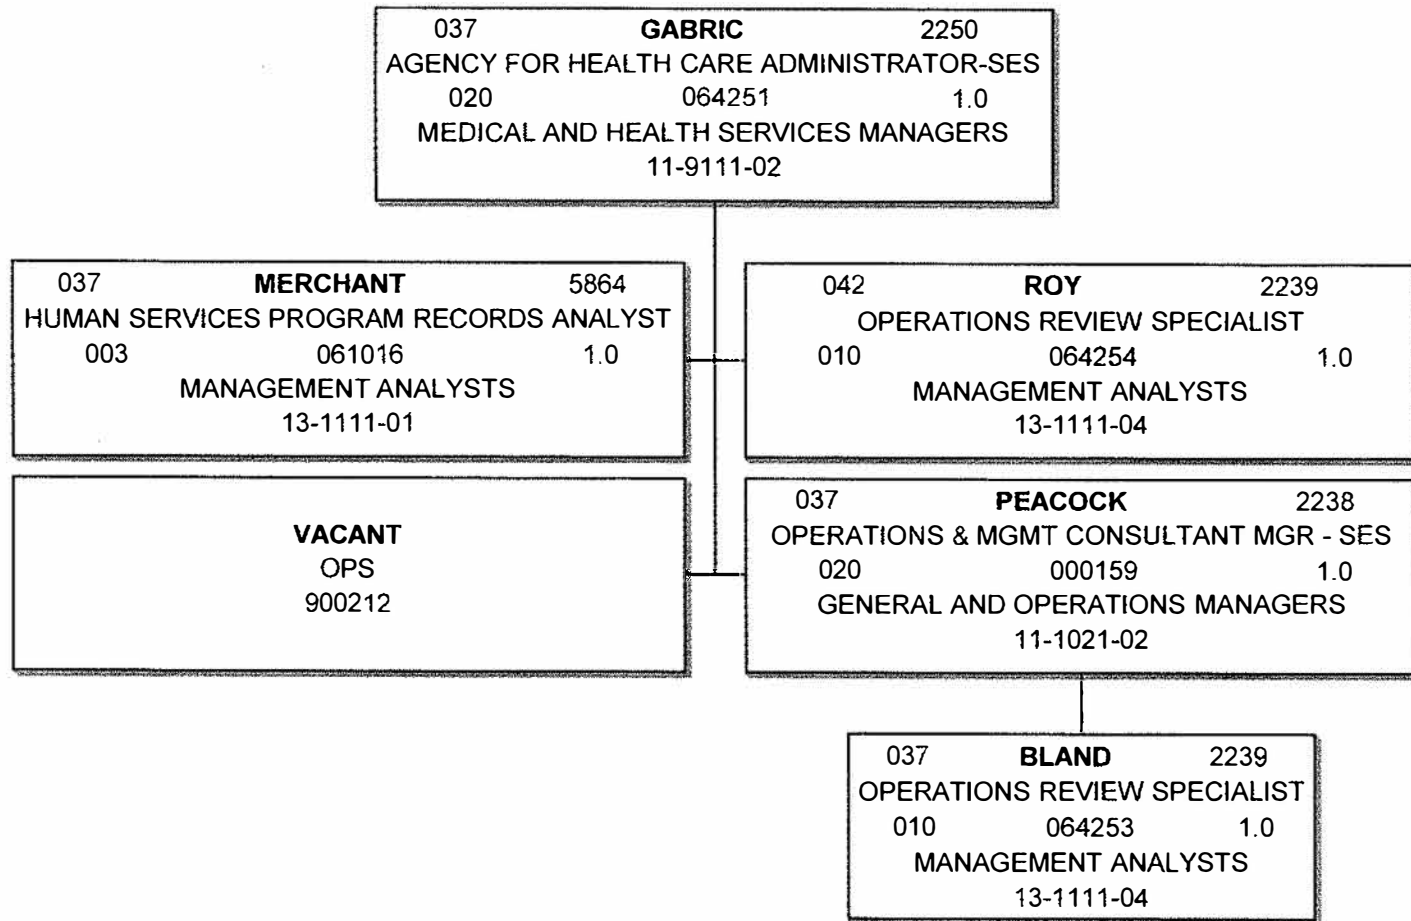 037 GABRIC 2250
AGENCY FOR HEALTH CARE ADMINISTRATOR-SES
020 064251 1.0
MEDICAL AND HEALTH SERVICES MANAGERS
11-9111-02
037 MERCHANT 5864
HUMAN SERVICES PROGRAM RECORDS ANALYST
003 061016 1.0
MANAGEMENT ANALYSTS
13-1111-01
042 ROY 2239
OPERATIONS REVIEW SPECIALIST
010 064254 1.0
MANAGEMENT ANALYSTS
13-1111-04
VACANT
OPS
900212
037 PEACOCK 2238
OPERATIONS & MGMT CONSULTANT MGR - SES
020 000159 1.0
GENERAL AND OPERATIONS MANAGERS
11-1021-02
037 BLAND 2239
OPERATIONS REVIEW SPECIALIST
010 064253 1.0
MANAGEMENT ANALYSTS
13-1111-04